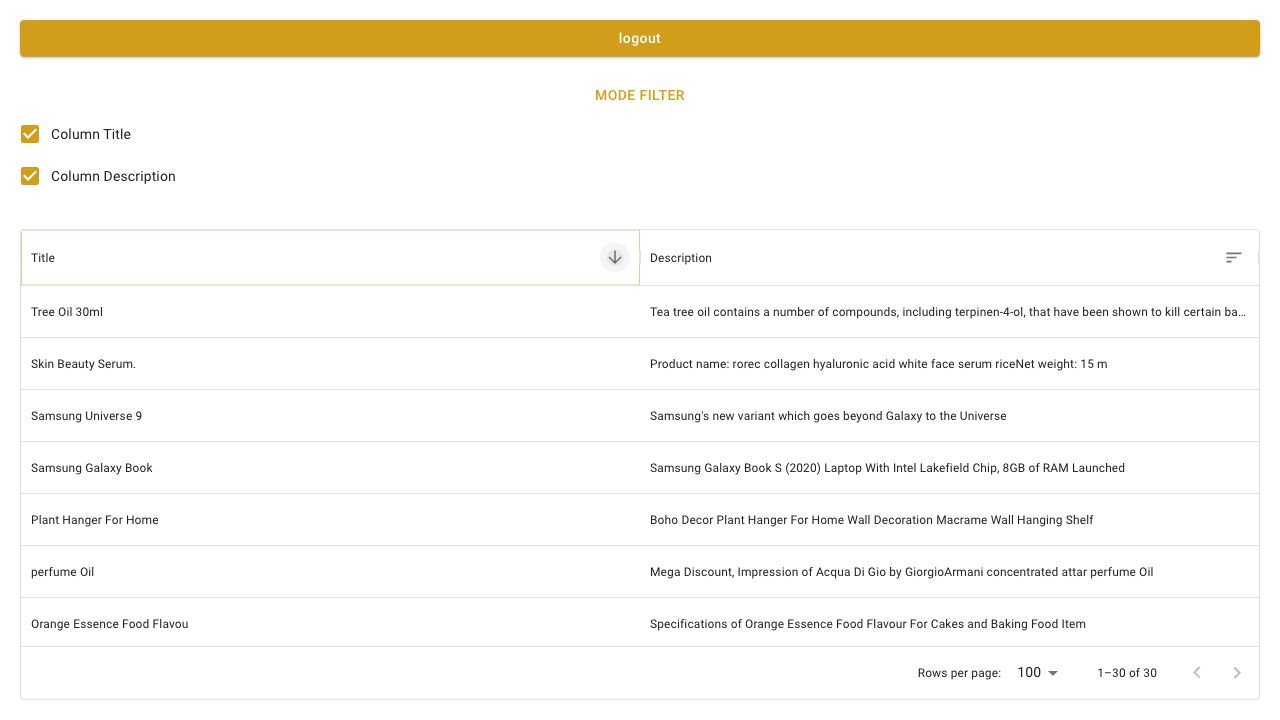 logout
MODE FILTER
Column Title
Column Description
Title Description
Tree Oil 30ml Tea tree oil contains a number of compounds, including terpinen-4-ol, that have been shown to kill certain ba...
Skin Beauty Serum. Product name: rorec collagen hyaluronic acid white face serum riceNet weight: 15 m
Samsung Universe 9 Samsung's new variant which goes beyond Galaxy to the Universe
Samsung Galaxy Book Samsung Galaxy Book S (2020) Laptop With Intel Lakefield Chip, 8GB of RAM Launched
Plant Hanger For Home Boho Decor Plant Hanger For Home Wall Decoration Macrame Wall Hanging Shelf
perfume Oil Mega Discount, Impression of Acqua Di Gio by GiorgioArmani concentrated attar perfume Oil
Orange Essence Food Flavou Specifications of Orange Essence Food Flavour For Cakes and Baking Food Item
Rows per page: 100 1–30 of 30